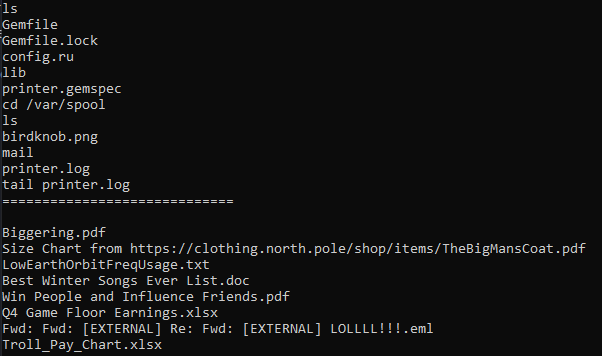 ls
Gemfile
Gemfile.lock
config.ru
lib
printer.gemspec
cd /var/spool
ls
birdknob.png
mail
printer.log
tail printer.log
=============================
Biggering.pdf
Size Chart from https://clothing.north.pole/shop/items/TheBigMansCoat.pdf
LowEarthOrbitFreqUsage.txt
Best Winter Songs Ever List.doc
Win People and Influence Friends.pdf
Q4 Game Floor Earnings.xlsx
Fwd: Fwd: [EXTERNAL] Re: Fwd: [EXTERNAL] LOLLLL!!!.eml
Troll_Pay_Chart.xlsx